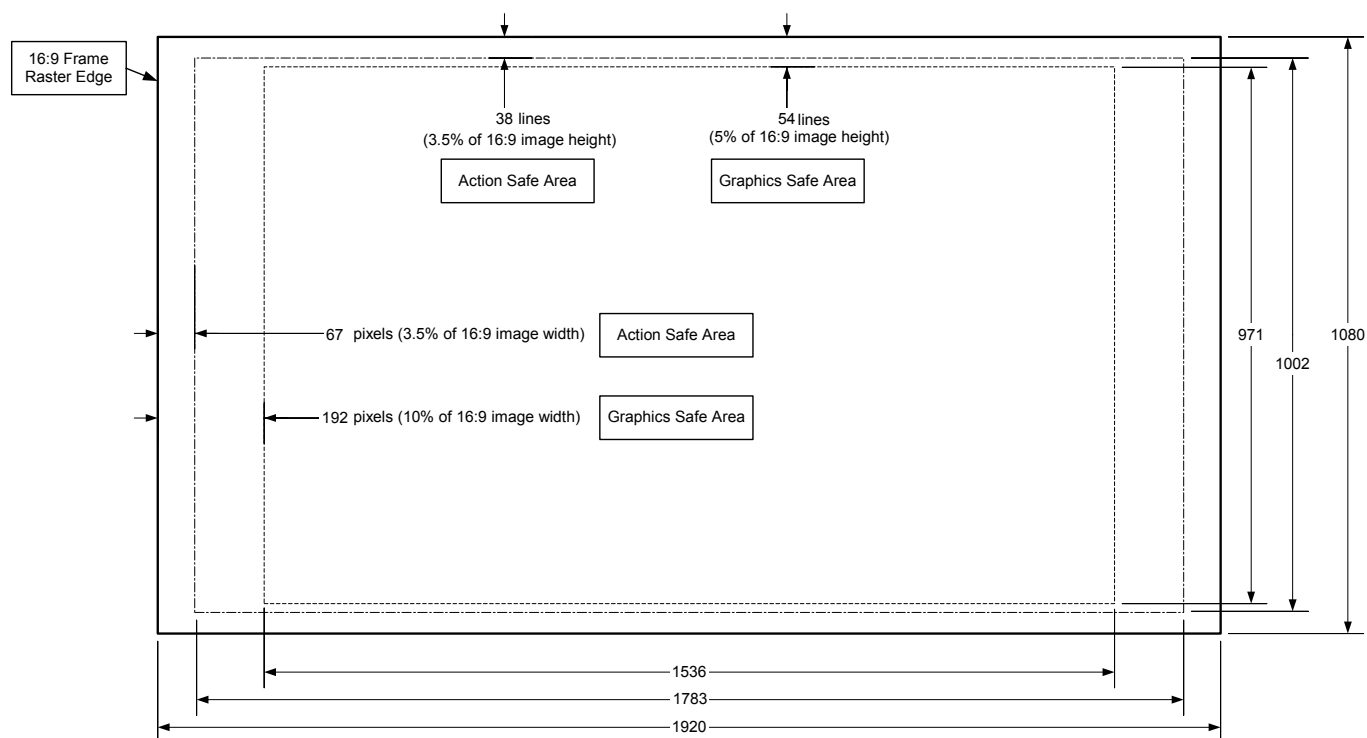 16:9 Frame
Raster Edge
38 lines
(3.5% of 16:9 image height)
54 lines
(5% of 16:9 image height)
Action Safe Area
Graphics Safe Area
67 pixels (3.5% of 16:9 image width)
Action Safe Area
971
1002
1080
192 pixels (10% of 16:9 image width)
Graphics Safe Area
1536
1783
1920